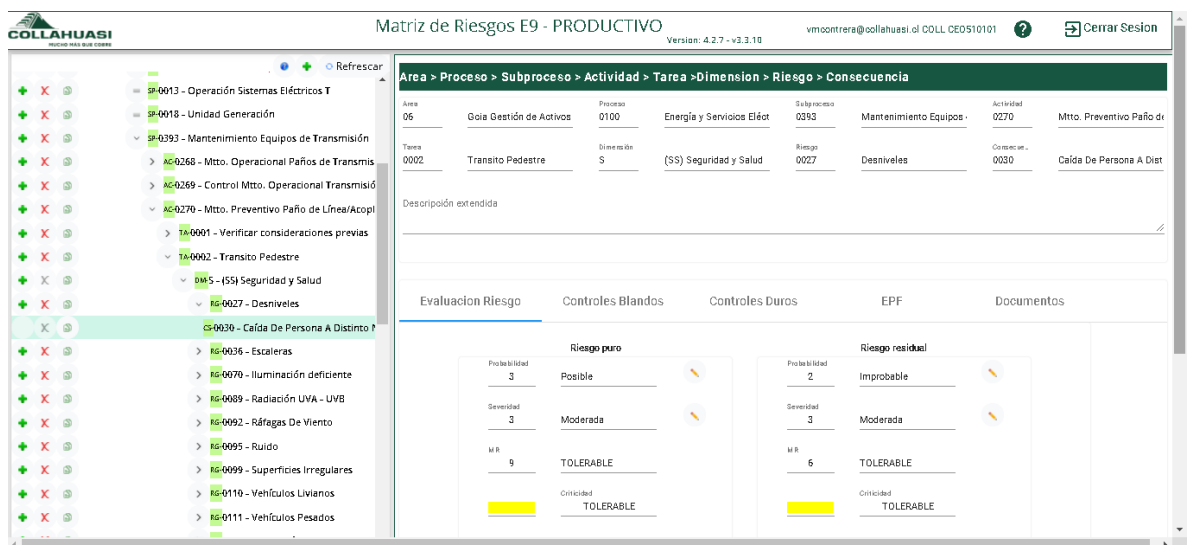 COLLAHUASI
MUCHO MÁS QUE COBRE
Matriz de Riesgos E9 - PRODUCTIVO
Version: 4.2.7 - v3.3.10
vmcontrera@collahuasi.cl COLL CEO510101
Cerrar Sesion
Refrescar
SP-0013 - Operación Sistemas Eléctricos T
SP-0018 - Unidad Generación
SP-0393 - Mantenimiento Equipos de Transmisión
AC-0268 - Mtto. Operacional Paños de Transmis
AC-0269 - Control Mtto. Operacional Transmisió
AC-0270 - Mtto. Preventivo Paño de Línea/Acopl
TA-0001 - Verificar consideraciones previas
TA-0002 - Transito Pedestre
DM-S - (SS) Seguridad y Salud
RG-0027 - Desniveles
CS-0030 - Caída De Persona A Distinto N
RG-0036 - Escaleras
RG-0070 - Iluminación deficiente
RG-0089 - Radiación UVA - UVB
RG-0092 - Ráfagas De Viento
RG-0095 - Ruido
RG-0099 - Superficies Irregulares
RG-0110 - Vehículos Livianos
RG-0111 - Vehículos Pesados
Area > Proceso > Subproceso > Actividad > Tarea >Dimension > Riesgo > Consecuencia
Area Proceso Subproceso Actividad
06 Gcia Gestión de Activos 0100 Energía y Servicios Eléct 0393 Mantenimiento Equipos 0270 Mtto. Preventivo Paño de
Tarea Dimensión Riesgo Consecue..
0002 Transito Pedestre S (SS) Seguridad y Salud 0027 Desniveles 0030 Caída De Persona A Dist
Descripción extendida
Evaluacion Riesgo Controles Blandos Controles Duros EPF Documentos
Riesgo puro Riesgo residual
Probabilidad Probabilidad
3 Posible 2 Improbable
Severidad Severidad
3 Moderada 3 Moderada
MR MR
9 TOLERABLE 6 TOLERABLE
Criticidad Criticidad
TOLERABLE TOLERABLE